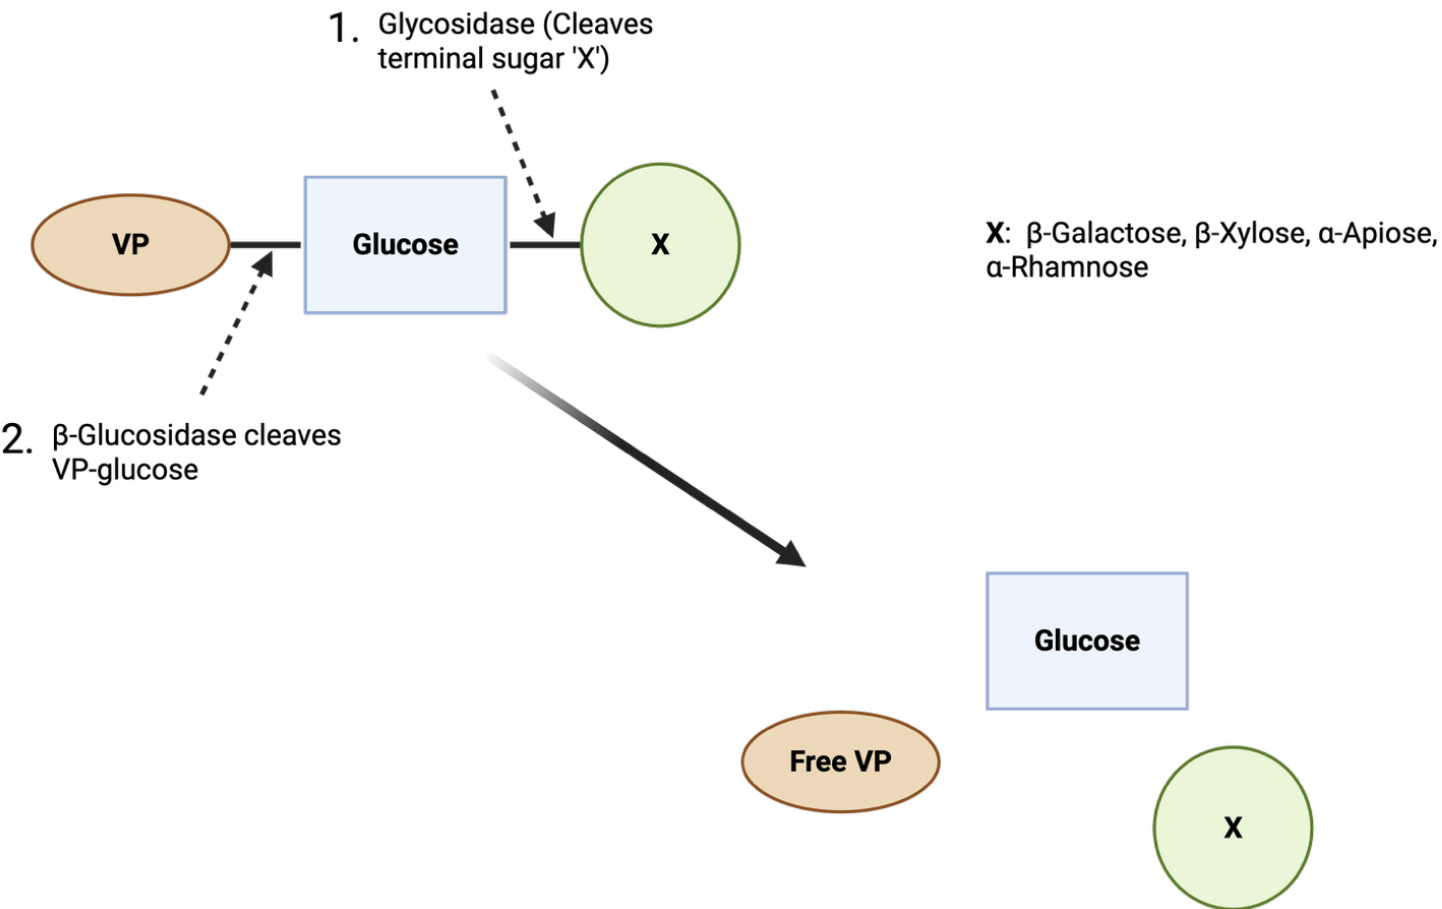 1. Glycosidase (Cleaves
terminal sugar 'X')
VP
Glucose
X
X: β-Galactose, β-Xylose, α-Apiose,
α-Rhamnose
2. β-Glucosidase cleaves
VP-glucose
Glucose
Free VP
X